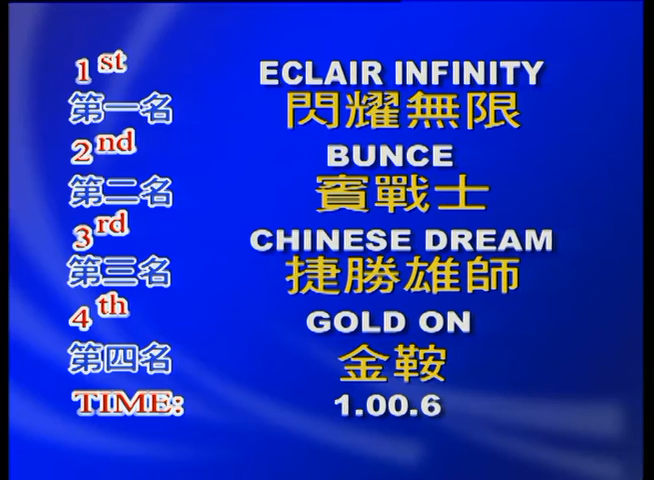 1st ECLAIR INFINITY
第一名 閃耀無限
2nd BUNCE
第二名 賓戰士
3rd CHINESE DREAM
第三名 捷勝雄師
4th GOLD ON
第四名 金鞍
TIME: 1.00.6